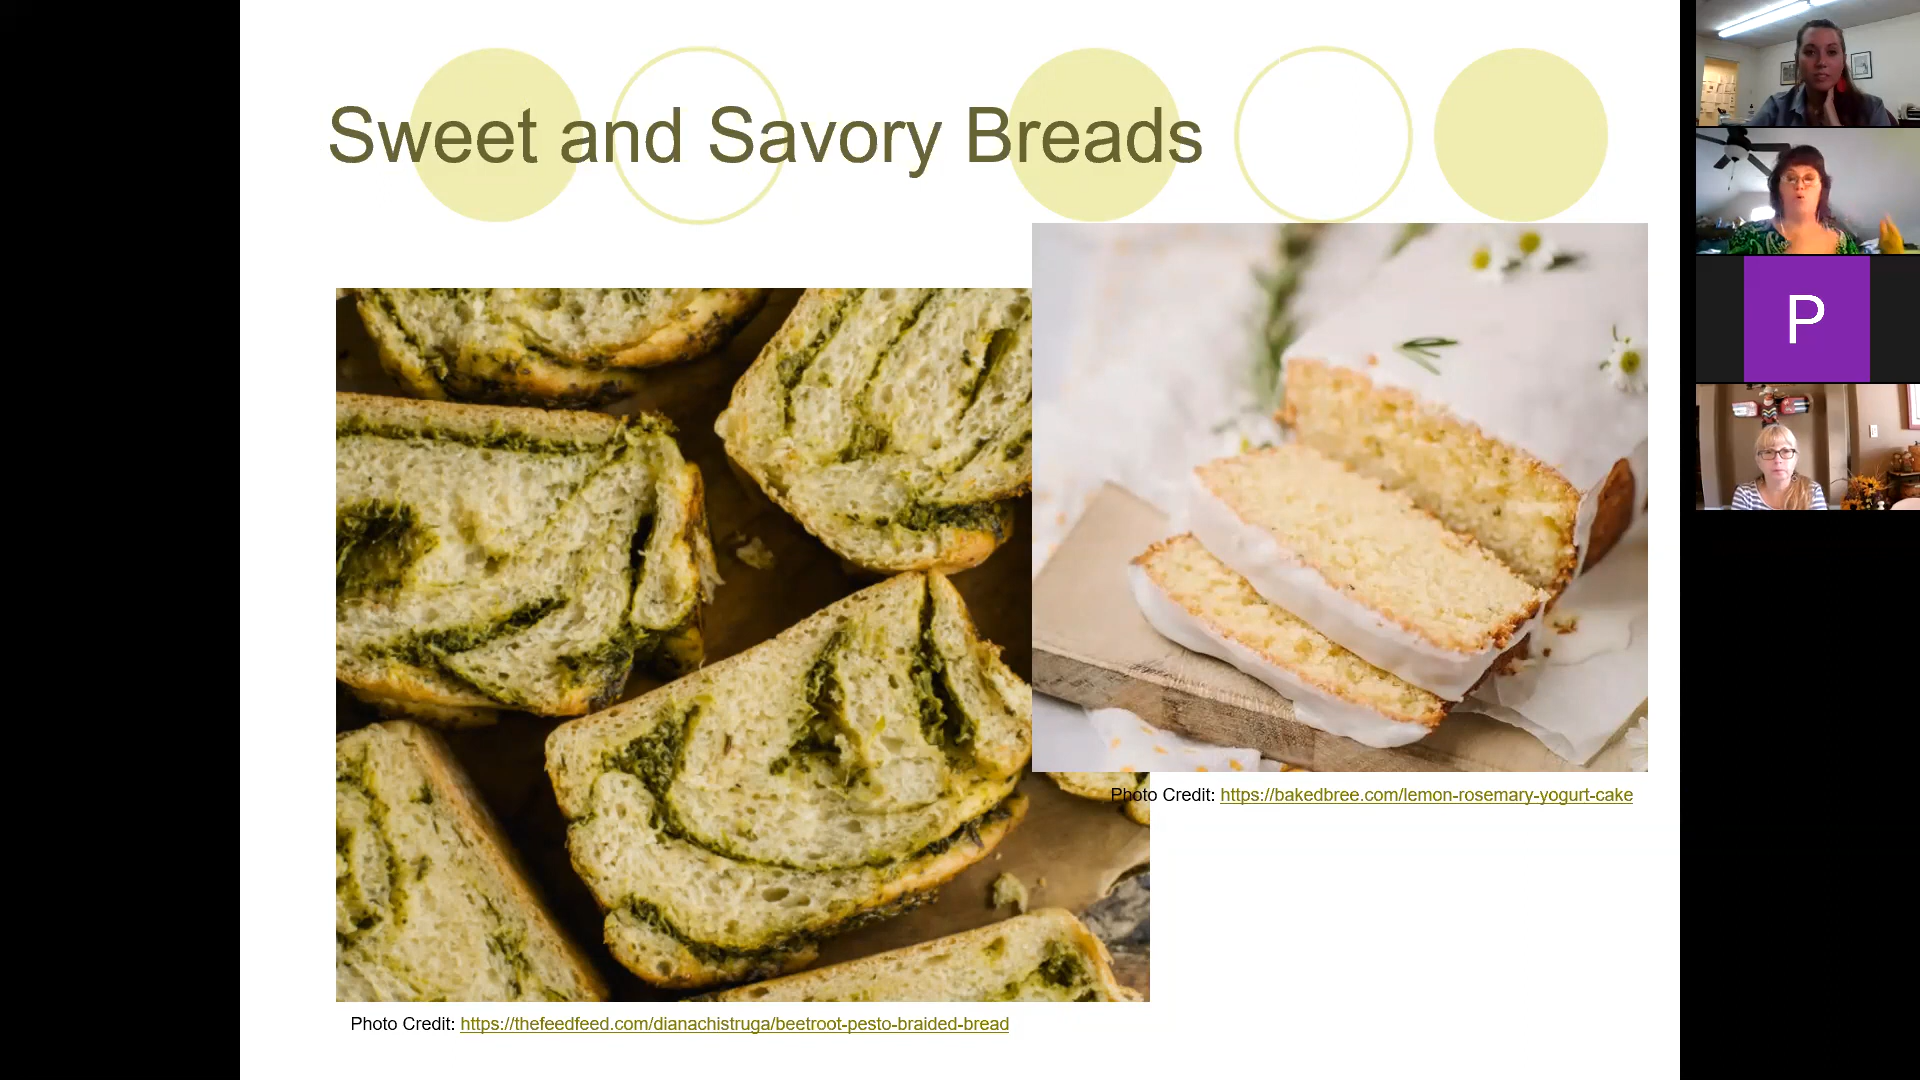 Sweet and Savory Breads
Photo Credit: https://bakedbree.com/lemon-rosemary-yogurt-cake
Photo Credit: https://thefeedfeed.com/dianachistruga/beetroot-pesto-braided-bread
P